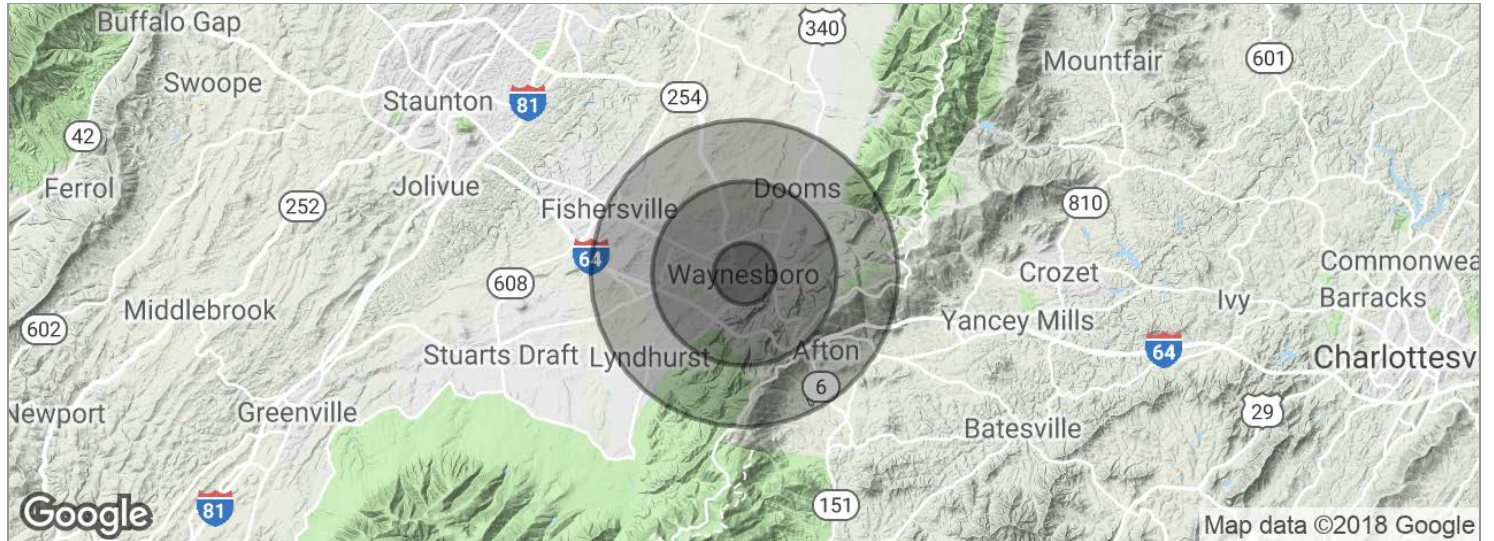 Buffalo Gap
340
Mountfair
601
Swoope
Staunton
81
254
42
Ferrol
Jolivue
Dooms
252
Fishersville
810
64
Waynesboro
608
Crozet
Commonwea
Middlebrook
Ivy
Barracks
602
Yancey Mills
Stuarts Draft
Lyndhurst
Afton
64
Charlottesv
6
Newport
Greenville
29
Batesville
81
151
Google
Map data ©2018 Google